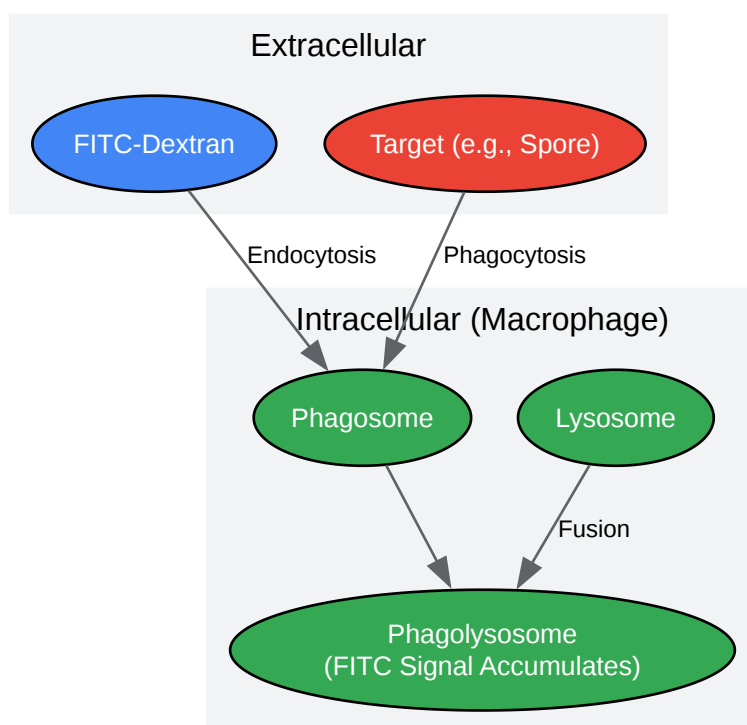 Extracellular
FITC-Dextran
Target (e.g., Spore)
Endocytosis
Phagocytosis
Intracellular (Macrophage)
Phagosome
Lysosome
Fusion
Phagolysosome
(FITC Signal Accumulates)